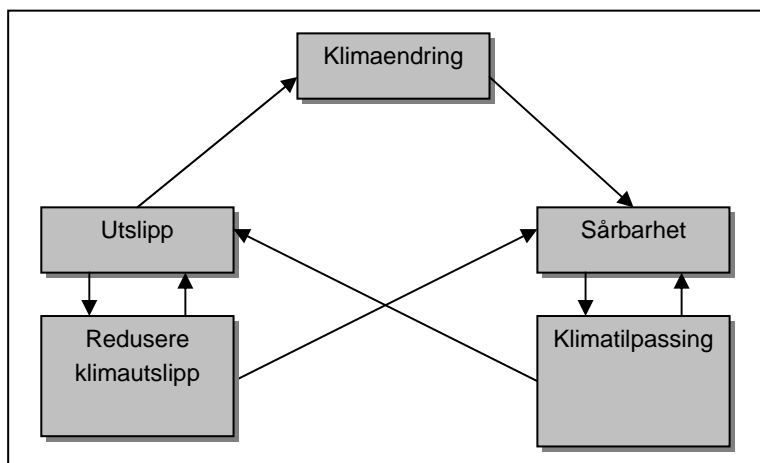 Klimaendring
Utslipp
Sårbarhet
Redusere
klimautslipp
Klimatilpassing